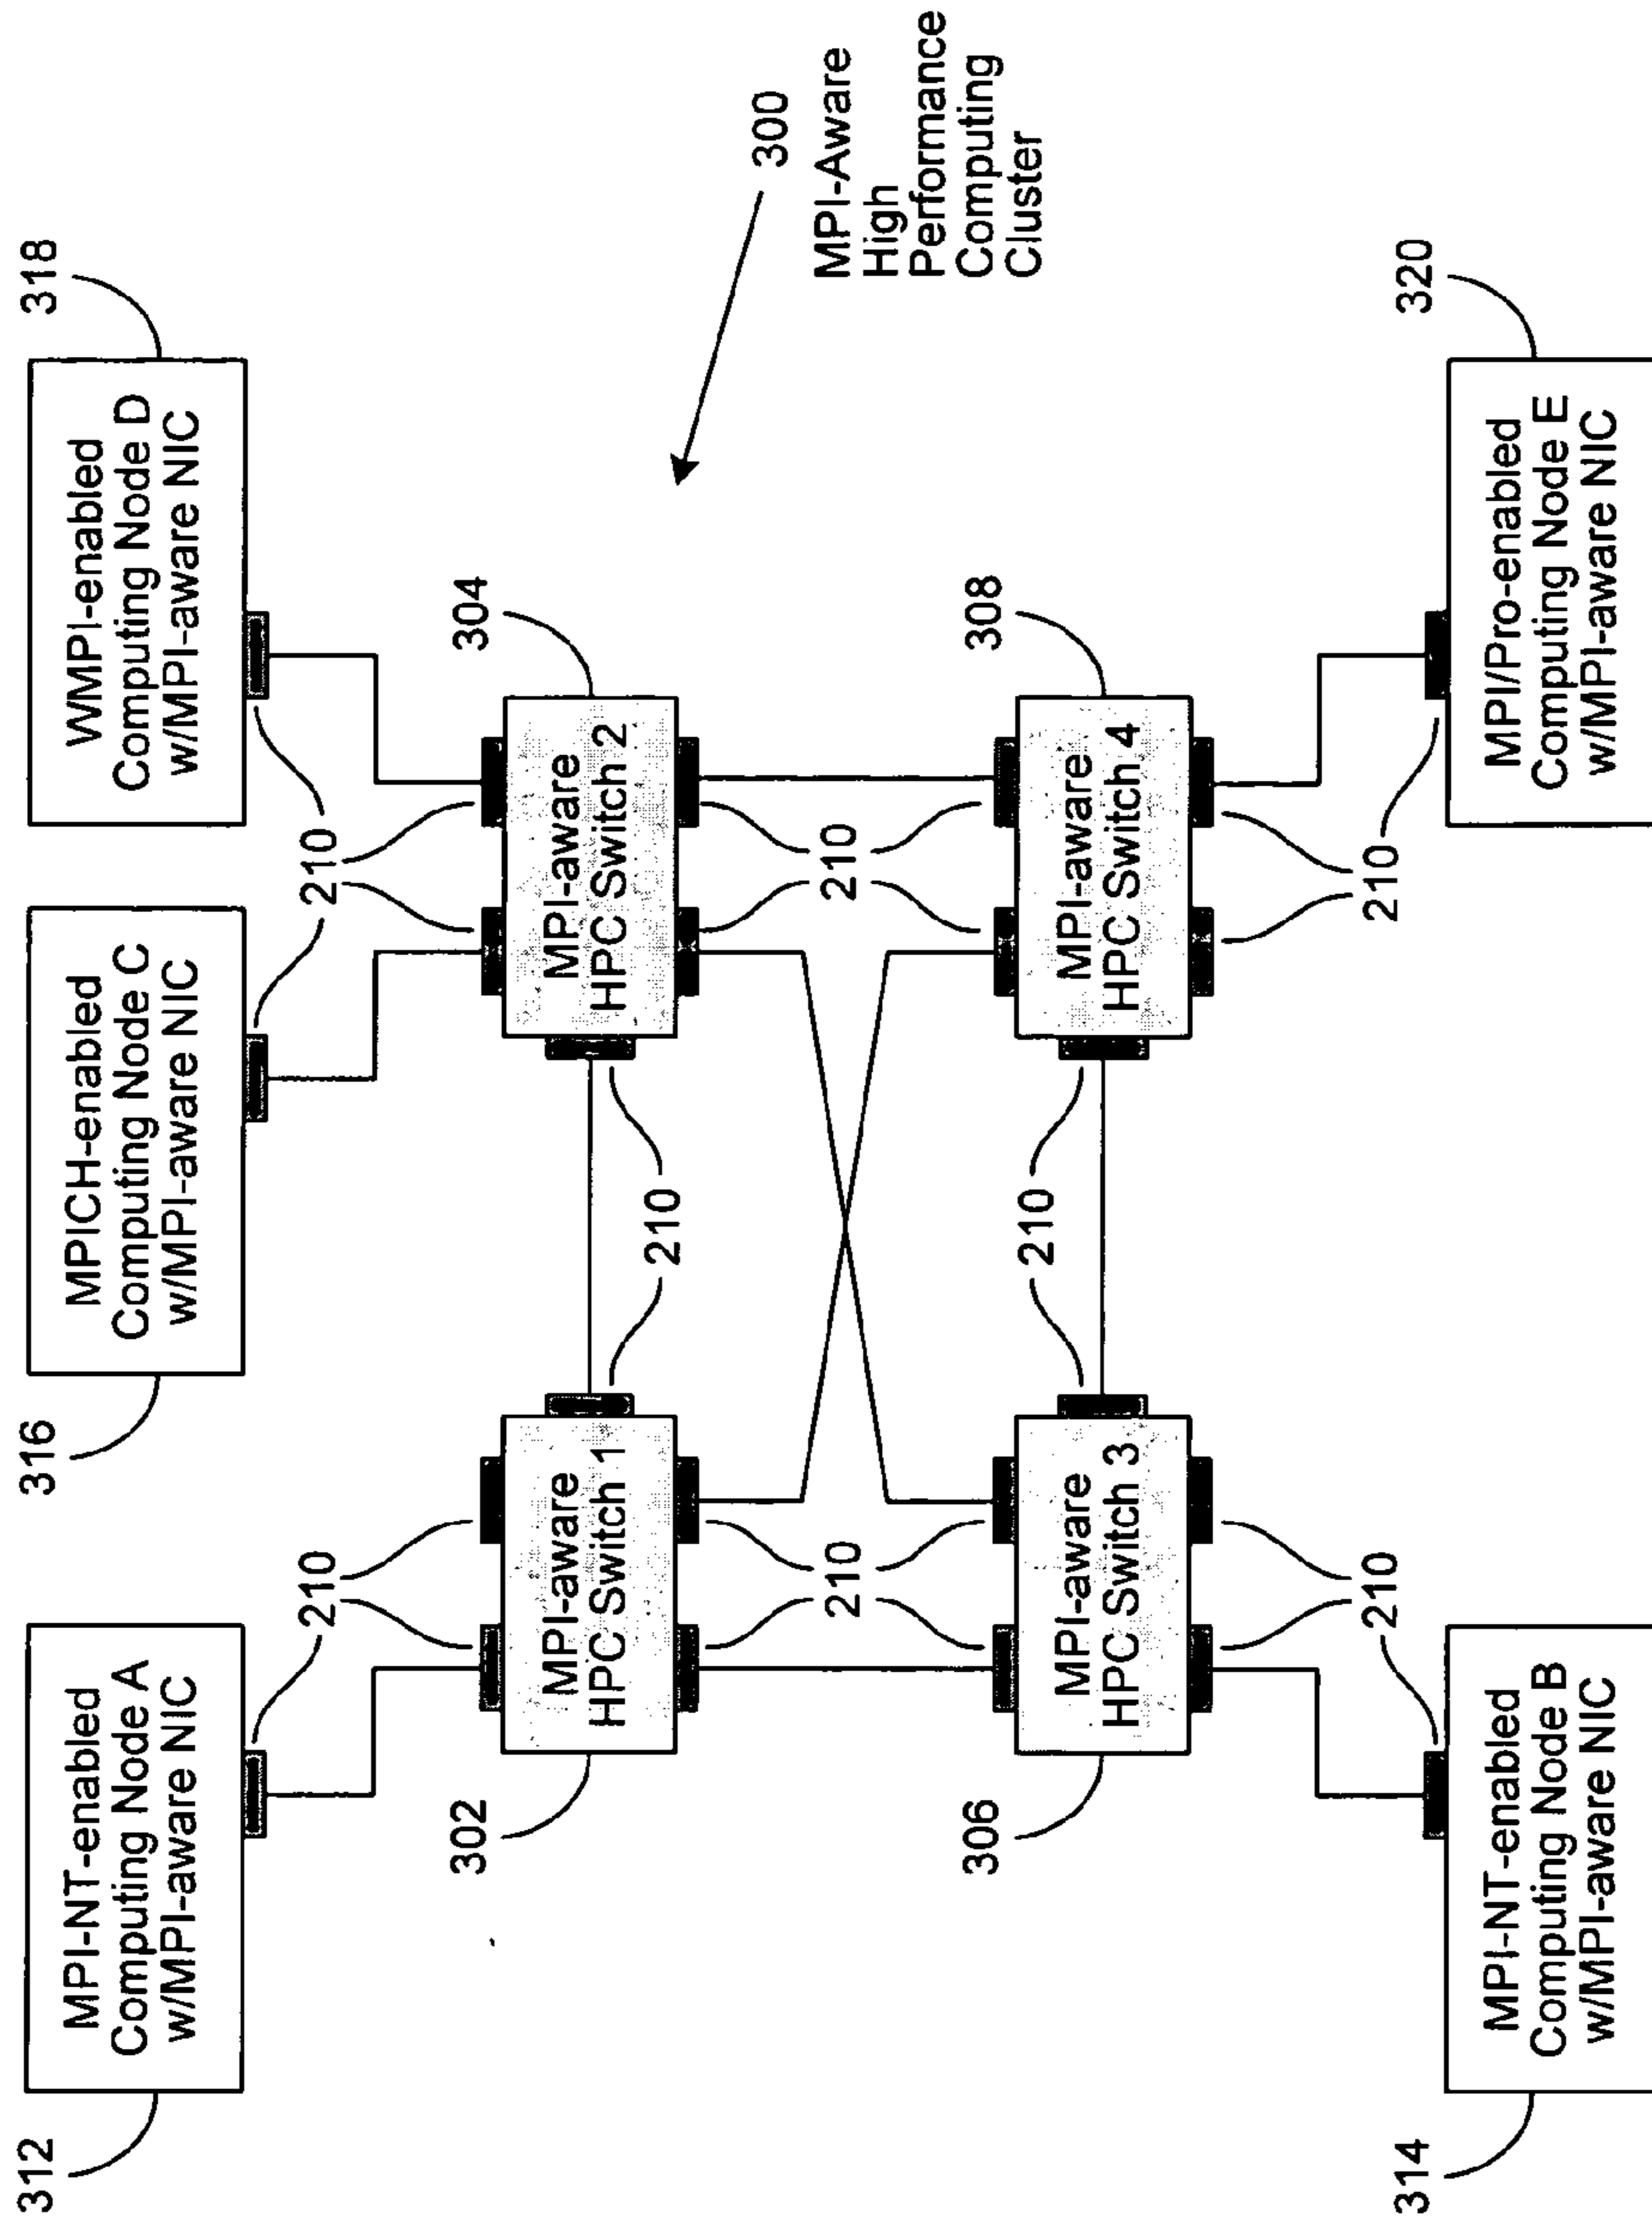 312
316
318
MPI-NT-enabled
Computing Node A
w/MPI-aware NIC
MPICH-enabled
Computing Node C
w/MPI-aware NIC
WMPI-enabled
Computing Node D
w/MPI-aware NIC
210
210
302
304
MPI-aware
HPC Switch 1
MPI-aware
HPC Switch 2
210
300
MPI-Aware
High
Performance
Computing
Cluster
210
210
306
308
210
MPI-aware
HPC Switch 3
MPI-aware
HPC Switch 4
210
210
314
320
MPI-NT-enabled
Computing Node B
w/MPI-aware NIC
MPI/Pro-enabled
Computing Node E
w/MPI-aware NIC